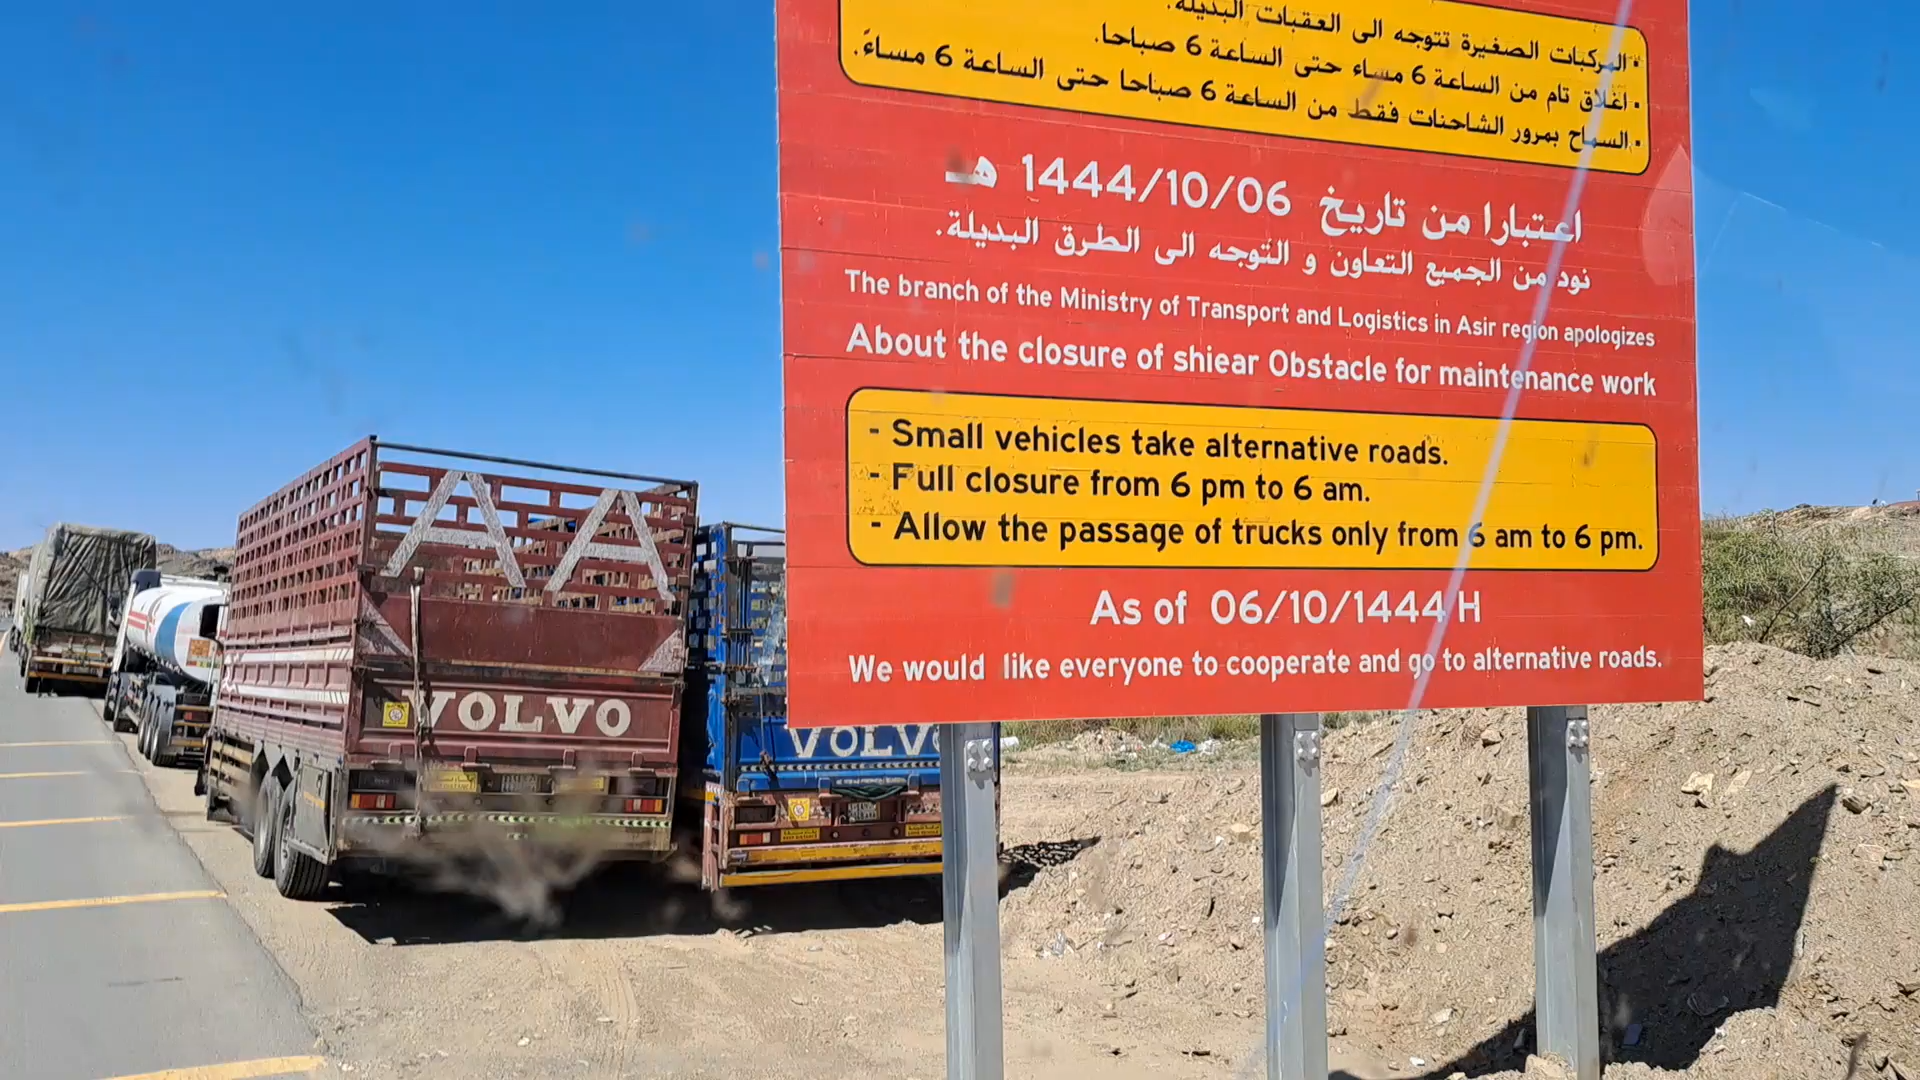 المركبات الصغيرة تتوجه الى العقبات البديلة.
اغلاق تام من الساعة 6 مساء حتى الساعة 6 صباحا.
السماح بمرور الشاحنات فقط من الساعة 6 صباحا حتى الساعة 6 مساءً.
اعتبارا من تاريخ 1444/10/06 هـ
نود من الجميع التعاون و التوجه الى الطرق البديلة.
The branch of the Ministry of Transport and Logistics in Asir region apologizes
About the closure of shiear Obstacle for maintenance work
- Small vehicles take alternative roads.
- Full closure from 6 pm to 6 am.
- Allow the passage of trucks only from 6 am to 6 pm.
As of 06/10/1444 H
We would like everyone to cooperate and go to alternative roads.
A A
VOLVO
VOLVO